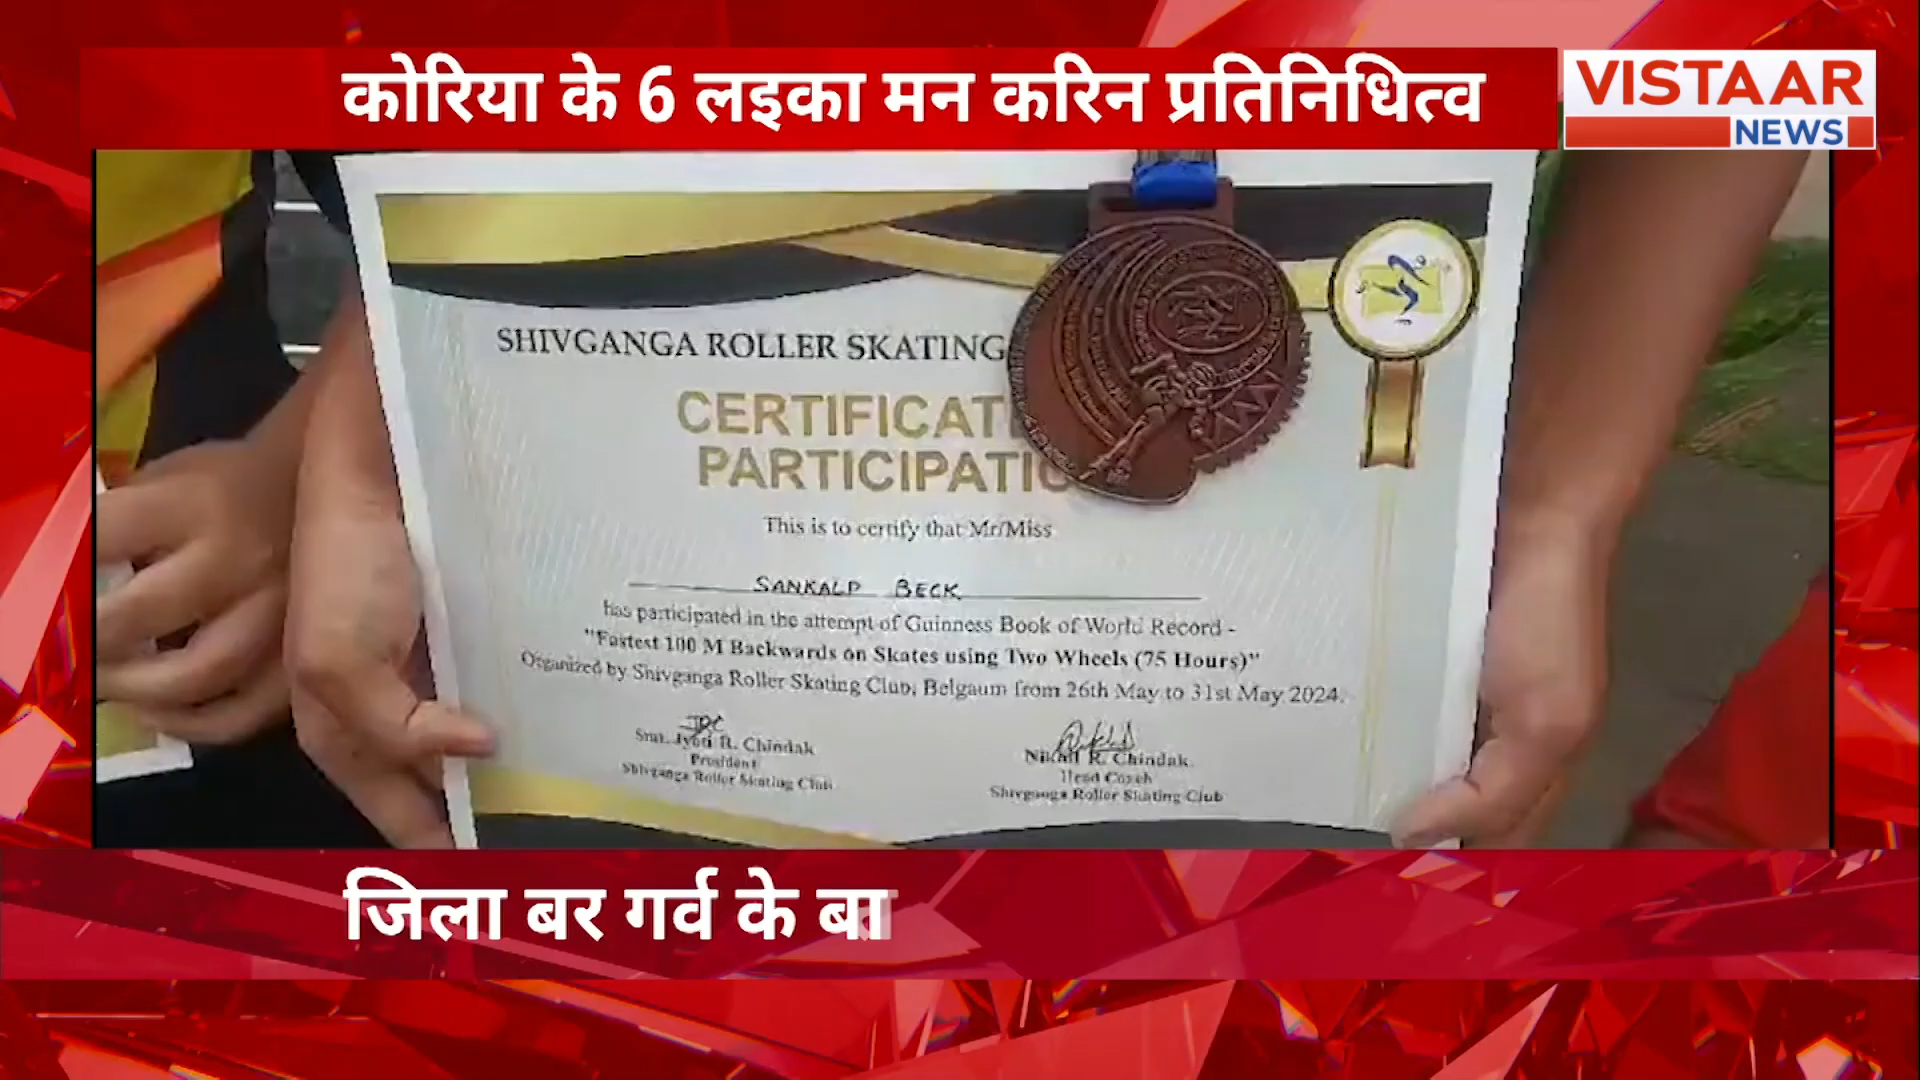 कोरिया के 6 लइका मन करिन प्रतिनिधित्व
VISTAAR
NEWS
SHIVGANGA ROLLER SKATING
CERTIFICAT
PARTICIPATIO
This is to certify that Mr/Miss
SANKALP BECK
has participated in the attempt of Guinness Book of World Record -
"Fastest 100 M Backwards on Skates using Two Wheels (75 Hours)"
Organized by Shivganga Roller Skating Club, Belgaum from 26th May to 31st May 2024.
Smt. Jyoti R. Chindak
President
Shivganga Roller Skating Club
Nikhil R. Chindak
Head Coach
Shivganga Roller Skating Club
जिला बर गर्व के बा